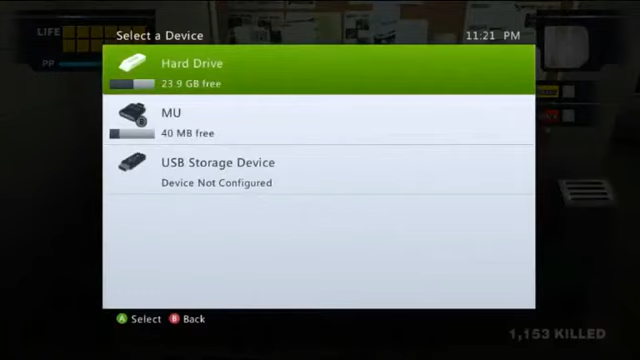 LIFE
PP
Select a Device
11:21 PM
Hard Drive
23.9 GB free
MU
40 MB free
USB Storage Device
Device Not Configured
A Select B Back
1,153 KILLED